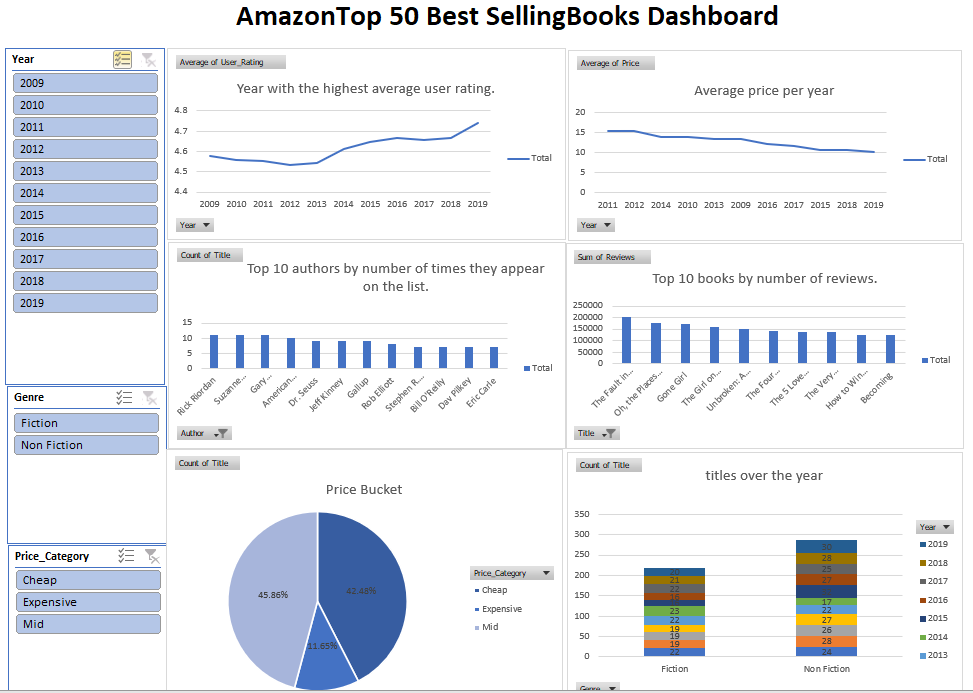 AmazonTop 50 Best SellingBooks Dashboard
Year
2009
2010
2011
2012
2013
2014
2015
2016
2017
2018
2019
Genre
Fiction
Non Fiction
Price_Category
Cheap
Expensive
Mid
Average of User_Rating
Year with the highest average user rating.
4.8
4.7
4.6
4.5
4.4
2009 2010 2011 2012 2013 2014 2015 2016 2017 2018 2019
Total
Year
Average of Price
Average price per year
20
15
10
5
0
2011 2012 2014 2010 2013 2009 2016 2017 2015 2018 2019
Total
Year
Count of Title
Top 10 authors by number of times they appear
on the list.
15
10
5
0
Rick Riordan
Suzanne...
Gary...
American...
Dr. Seuss
Jeff Kinney
Gallup
Rob Elliott
Stephen R...
Bill O'Reilly
Dav Pilkey
Eric Carle
Total
Author
Sum of Reviews
Top 10 books by number of reviews.
250000
200000
150000
100000
50000
0
The Fault in...
Oh, the Places...
Gone Girl
The Girl on...
Unbroken: A...
The Four...
The 5 Love...
The Very...
How to Win...
Becoming
Total
Title
Count of Title
Price Bucket
45.86%
42.48%
11.65%
Price_Category
Cheap
Expensive
Mid
Count of Title
titles over the year
350
300
250
200
150
100
50
0
20
21
22
23
22
19
19
19
22
30
28
25
27
17
22
27
26
28
24
Fiction
Non Fiction
Year
2019
2018
2017
2016
2015
2014
2013
Genre